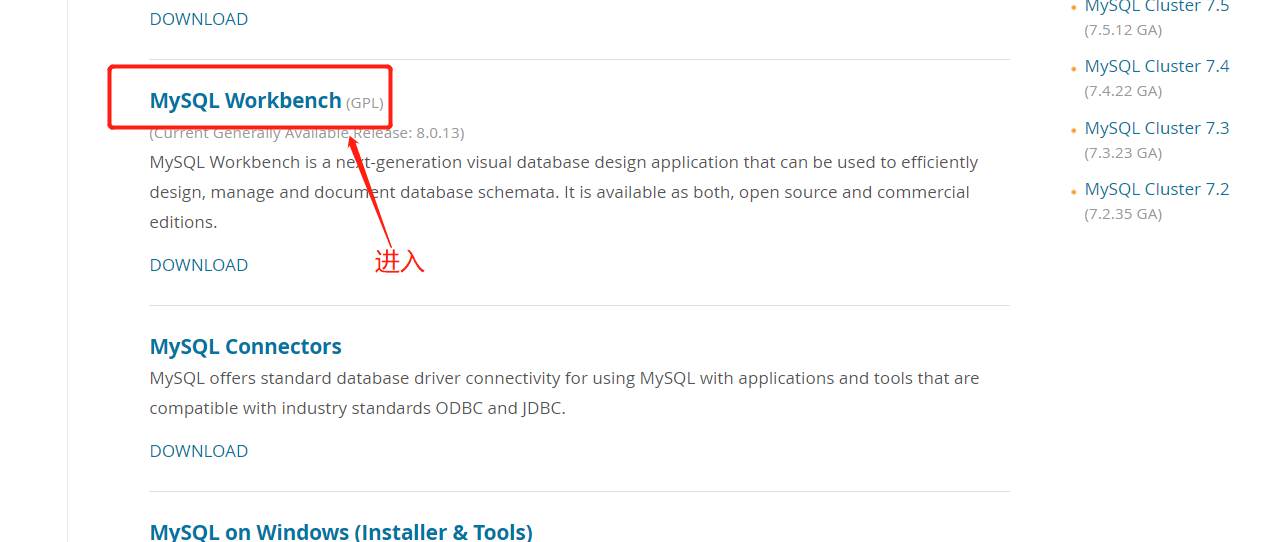 DOWNLOAD
MySQL Workbench (GPL)
(Current Generally Available Release: 8.0.13)
MySQL Workbench is a next-generation visual database design application that can be used to efficiently
design, manage and document database schemata. It is available as both, open source and commercial
editions.
进入
DOWNLOAD
MySQL Connectors
MySQL offers standard database driver connectivity for using MySQL with applications and tools that are
compatible with industry standards ODBC and JDBC.
DOWNLOAD
MySQL on Windows (Installer & Tools)
MySQL Cluster 7.5
(7.5.12 GA)
MySQL Cluster 7.4
(7.4.22 GA)
MySQL Cluster 7.3
(7.3.23 GA)
MySQL Cluster 7.2
(7.2.35 GA)